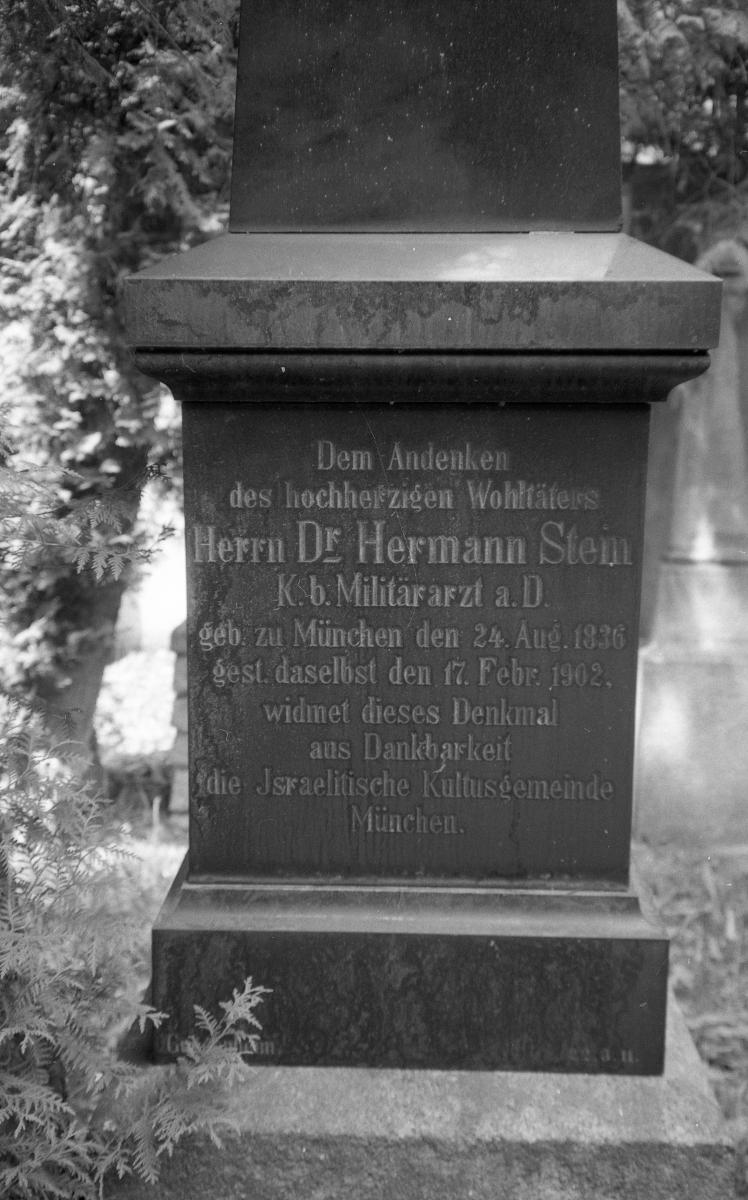 Dem Andenken
des hochherzigen Wohltäters
Herrn Dr. Hermann Stein
K. b. Militärarzt a. D.
geb. zu München den 24. Aug. 1836
gest. daselbst den 17. Febr. 1902,
widmet dieses Denkmal
aus Dankbarkeit
die Israelitische Kultusgemeinde
München.